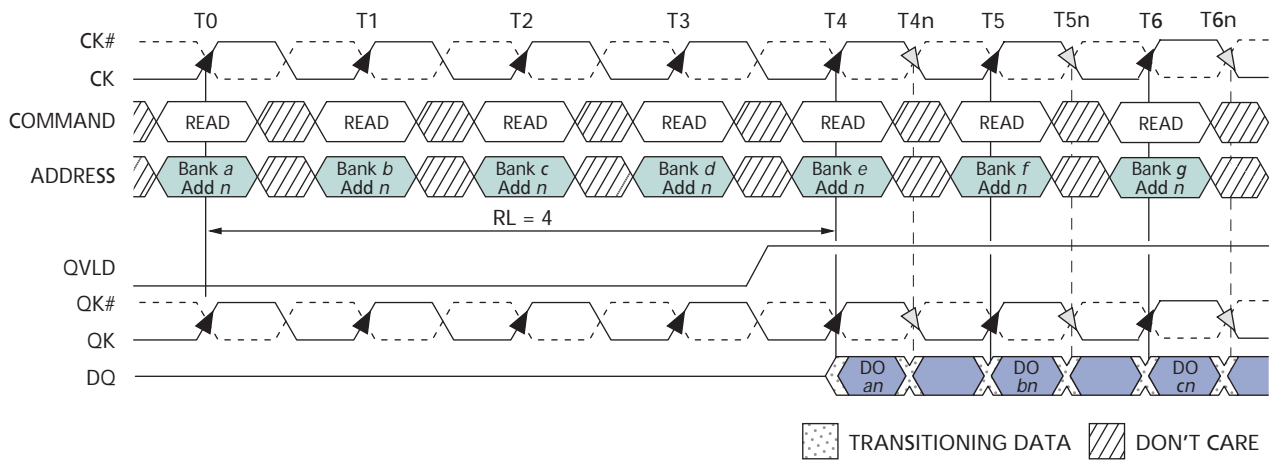 T0 T1 T2 T3 T4 T4n T5 T5n T6 T6n
CK#
CK
COMMAND READ READ READ READ READ READ READ
ADDRESS Bank a Bank b Bank c Bank d Bank e Bank f Bank g
Add n Add n Add n Add n Add n Add n Add n
RL = 4
QVLD
QK#
QK
DQ DO DO DO
an bn cn
TRANSITIONING DATA DON'T CARE